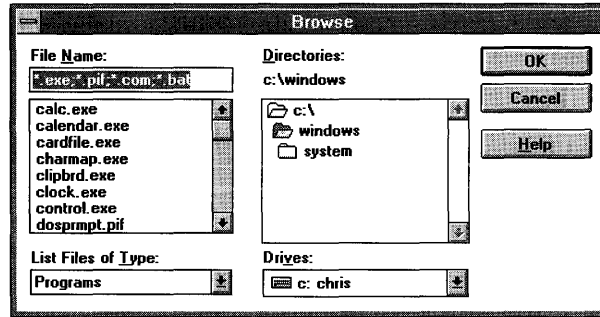 Browse
File Name:
*.exe;*.pif;*.com;*.bat
calc.exe
calendar.exe
cardfile.exe
charmap.exe
clipbrd.exe
clock.exe
control.exe
dosprmpt.pif
List Files of Type:
Programs
Directories:
c:\windows
c:\
windows
system
Drives:
c: chris
OK
Cancel
Help